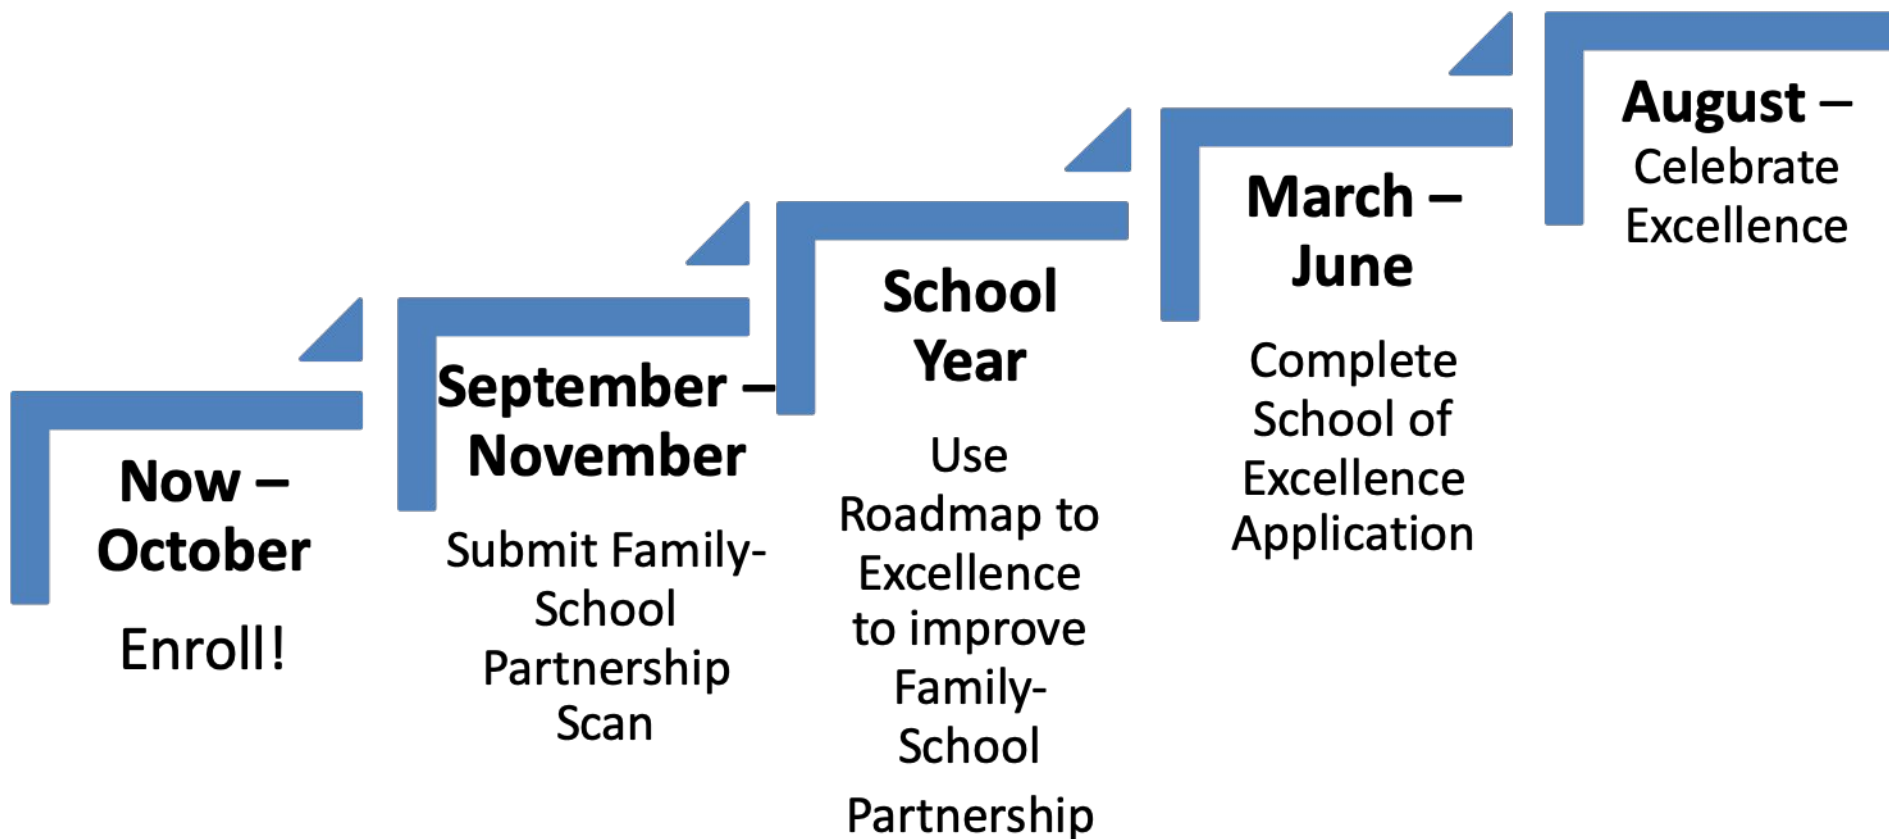 Now –
October
Enroll!
September –
November
Submit Family-
School
Partnership
Scan
School
Year
Use
Roadmap to
Excellence
to improve
Family-
School
Partnership
March –
June
Complete
School of
Excellence
Application
August –
Celebrate
Excellence